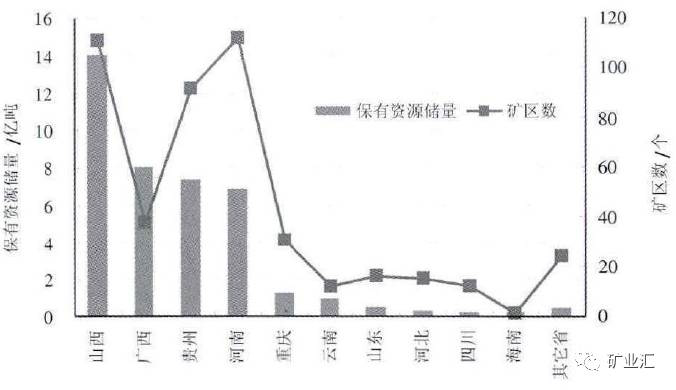 16
14
12
10
8
6
4
2
0
保有资源储量/亿吨
120
100
80
60
40
20
0
矿区数/个
保有资源储量
矿区数
山西
广西
贵州
河南
重庆
云南
山东
河北
四川
海南
其它省
矿业汇